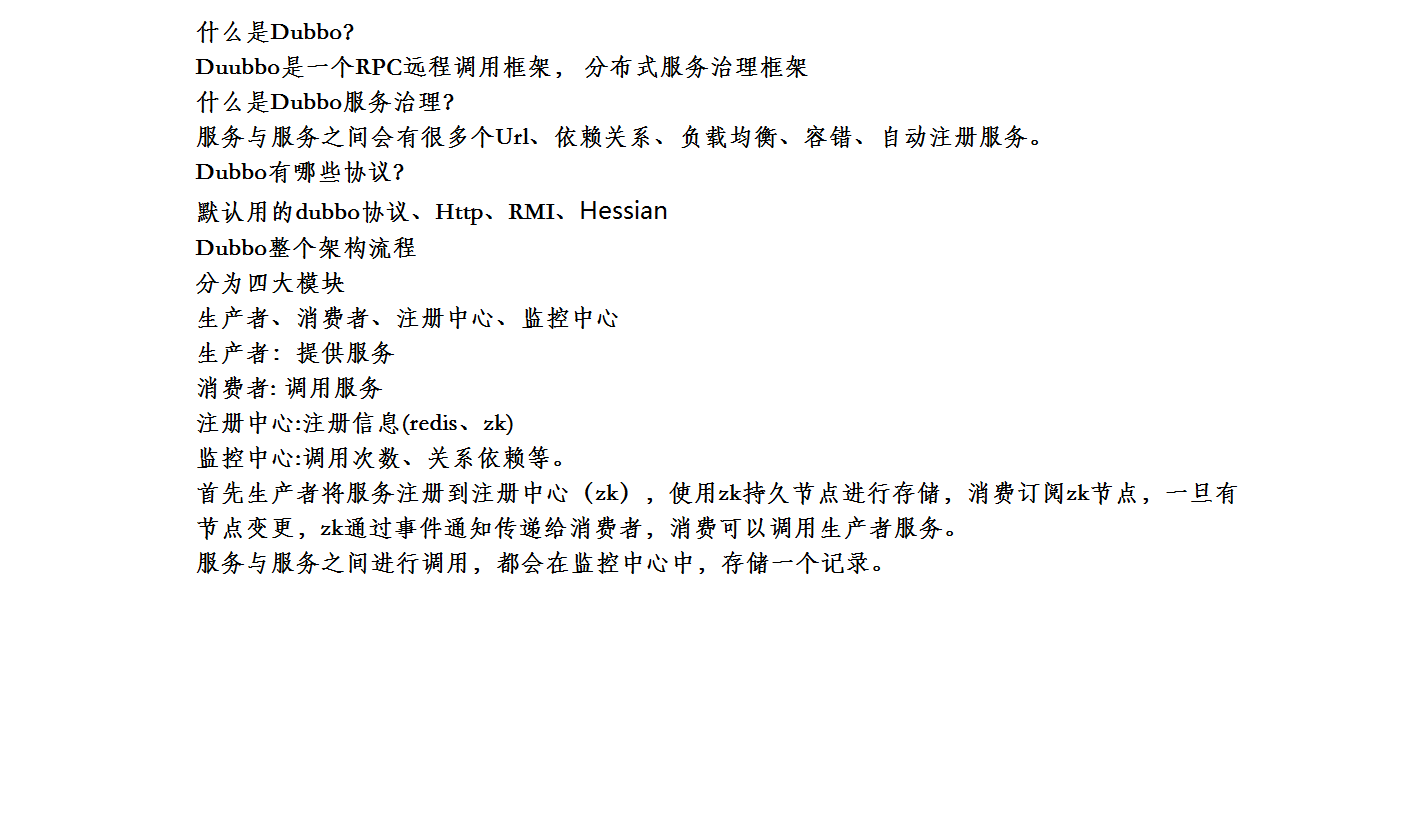 什么是Dubbo?
Duubbo是一个RPC远程调用框架， 分布式服务治理框架
什么是Dubbo服务治理?
服务与服务之间会有很多个Url、依赖关系、负载均衡、容错、自动注册服务。
Dubbo有哪些协议?
默认用的dubbo协议、Http、RMI、Hessian
Dubbo整个架构流程
分为四大模块
生产者、消费者、注册中心、监控中心
生产者：提供服务
消费者: 调用服务
注册中心:注册信息(redis、zk)
监控中心:调用次数、关系依赖等。
首先生产者将服务注册到注册中心（zk），使用zk持久节点进行存储，消费订阅zk节点，一旦有
节点变更，zk通过事件通知传递给消费者，消费可以调用生产者服务。
服务与服务之间进行调用，都会在监控中心中，存储一个记录。